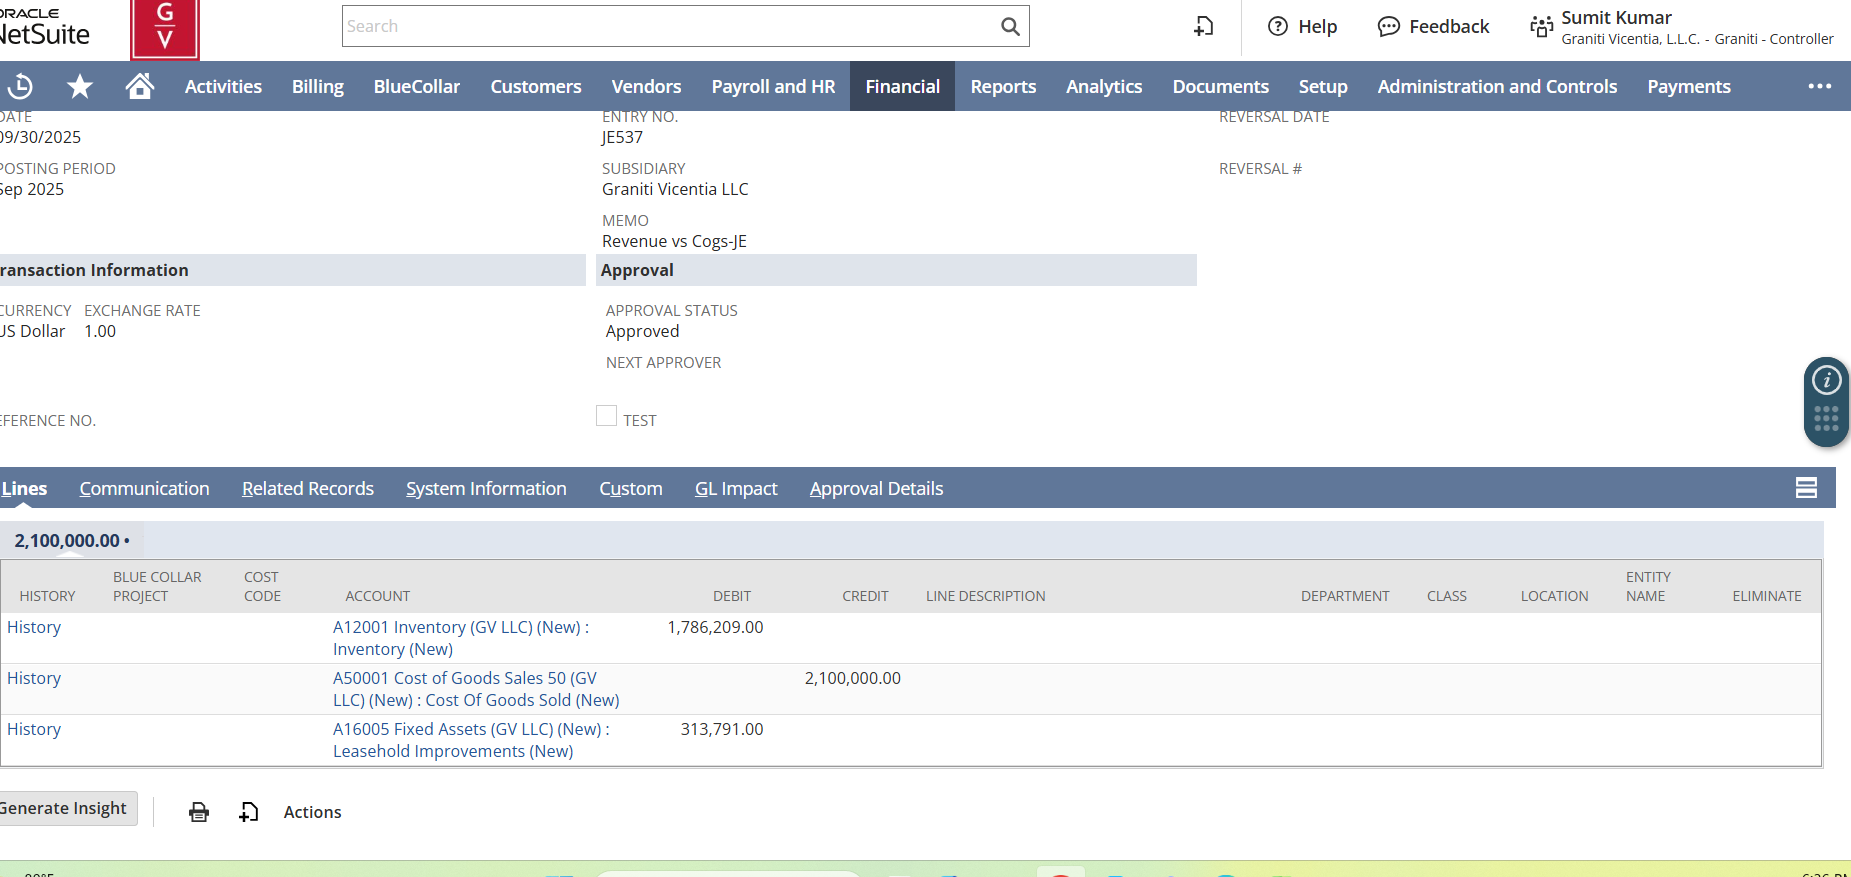 ORACLE
NetSuite
G
V
Search
Help
Feedback
Sumit Kumar
Graniti Vicentia, L.L.C. - Graniti - Controller
Activities Billing BlueCollar Customers Vendors Payroll and HR Financial Reports Analytics Documents Setup Administration and Controls Payments
DATE
09/30/2025
ENTRY NO.
JE537
REVERSAL DATE
POSTING PERIOD
Sep 2025
SUBSIDIARY
Graniti Vicentia LLC
REVERSAL #
MEMO
Revenue vs Cogs-JE
ransaction Information
Approval
CURRENCY EXCHANGE RATE
US Dollar 1.00
APPROVAL STATUS
Approved
NEXT APPROVER
EFERENCE NO.
TEST
Lines Communication Related Records System Information Custom GL Impact Approval Details
2,100,000.00 •
HISTORY BLUE COLLAR PROJECT COST CODE ACCOUNT DEBIT CREDIT LINE DESCRIPTION DEPARTMENT CLASS LOCATION ENTITY NAME ELIMINATE
History A12001 Inventory (GV LLC) (New) : 1,786,209.00
Inventory (New)
History A50001 Cost of Goods Sales 50 (GV 2,100,000.00
LLC) (New) : Cost Of Goods Sold (New)
History A16005 Fixed Assets (GV LLC) (New) : 313,791.00
Leasehold Improvements (New)
Generate Insight
Actions